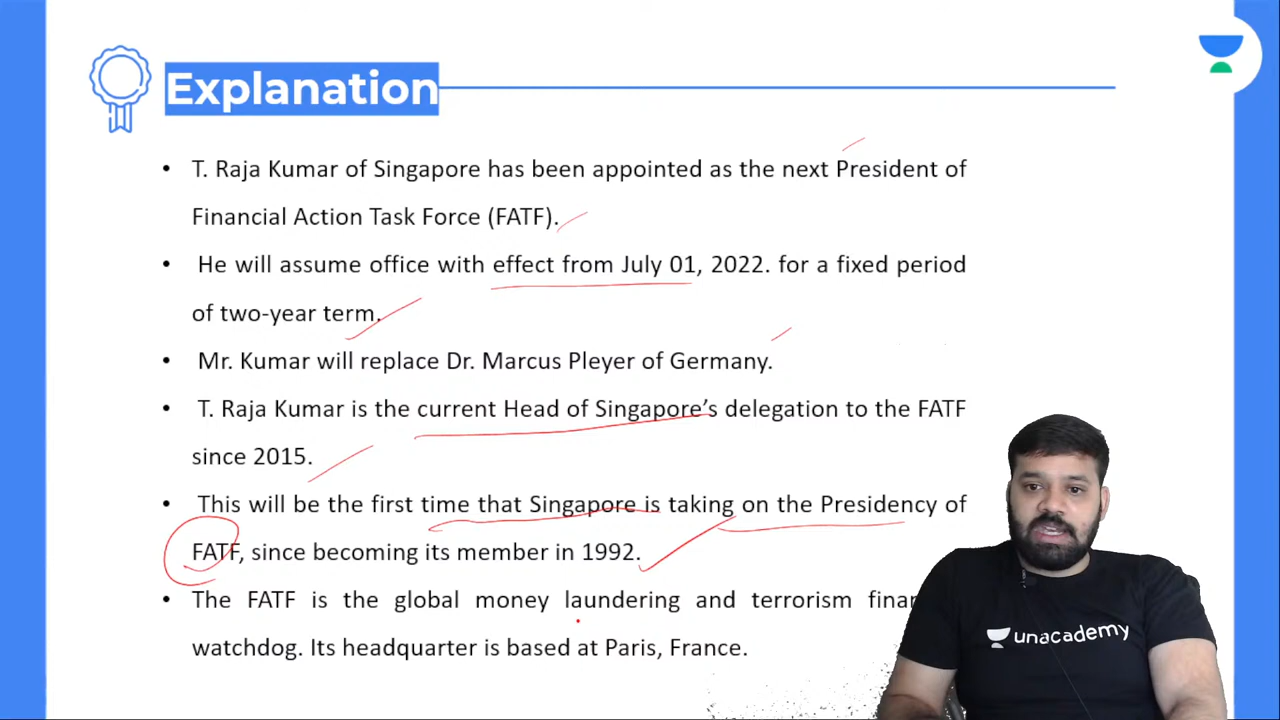 Explanation
• T. Raja Kumar of Singapore has been appointed as the next President of
Financial Action Task Force (FATF).
• He will assume office with effect from July 01, 2022. for a fixed period
of two-year term.
• Mr. Kumar will replace Dr. Marcus Pleyer of Germany.
• T. Raja Kumar is the current Head of Singapore's delegation to the FATF
since 2015.
• This will be the first time that Singapore is taking on the Presidency of
FATF, since becoming its member in 1992.
• The FATF is the global money laundering and terrorism
watchdog. Its headquarter is based at Paris, France.
unacademy